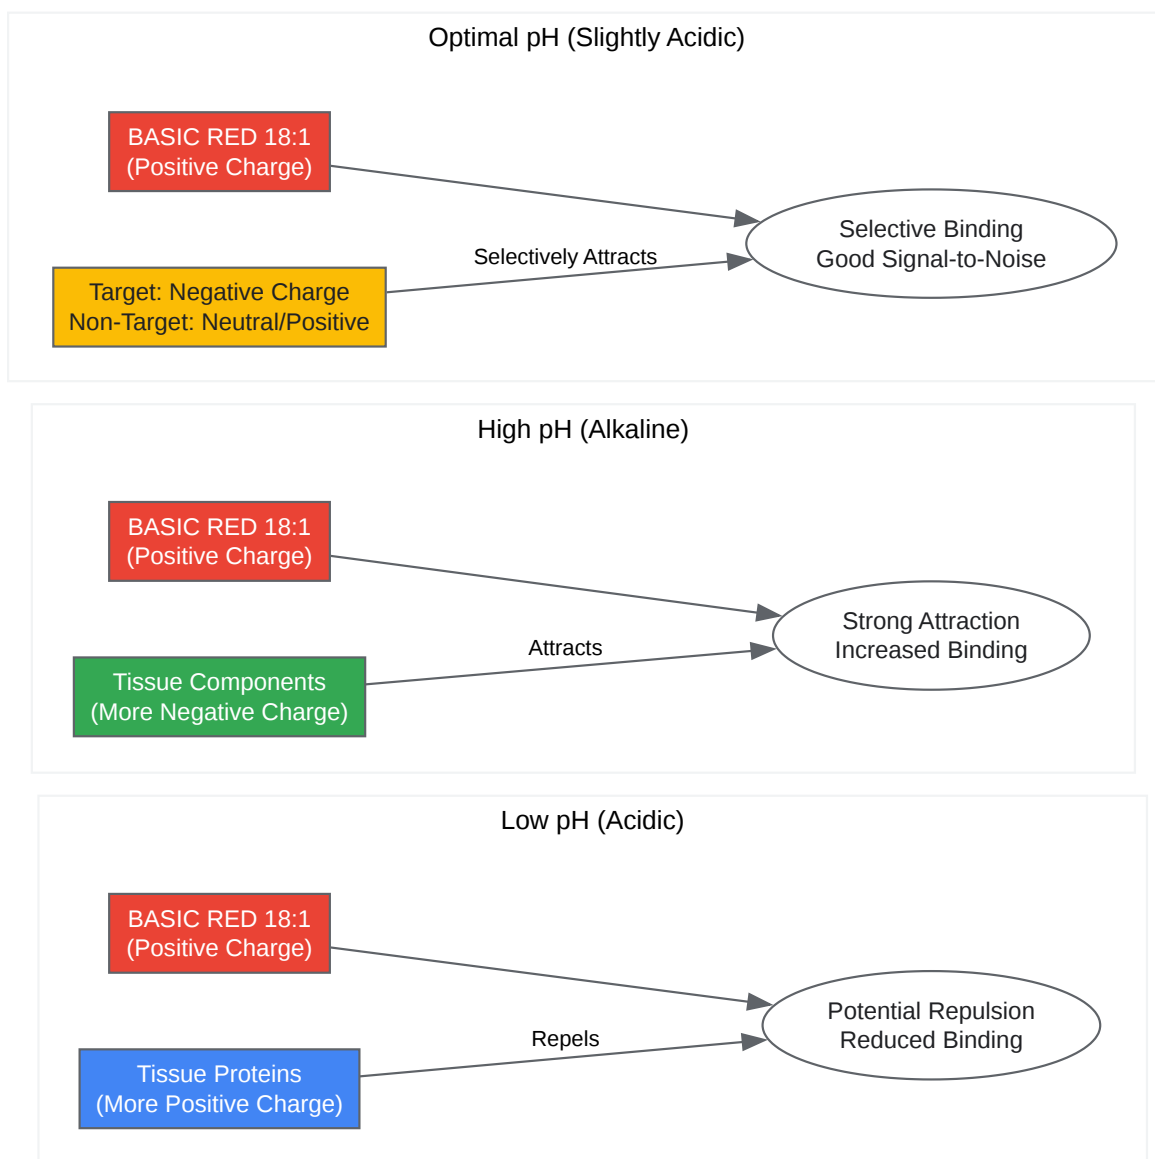 Optimal pH (Slightly Acidic)
BASIC RED 18:1
(Positive Charge)
Selective Binding
Good Signal-to-Noise
Selectively Attracts
Target: Negative Charge
Non-Target: Neutral/Positive
High pH (Alkaline)
BASIC RED 18:1
(Positive Charge)
Strong Attraction
Increased Binding
Attracts
Tissue Components
(More Negative Charge)
Low pH (Acidic)
BASIC RED 18:1
(Positive Charge)
Potential Repulsion
Reduced Binding
Repels
Tissue Proteins
(More Positive Charge)